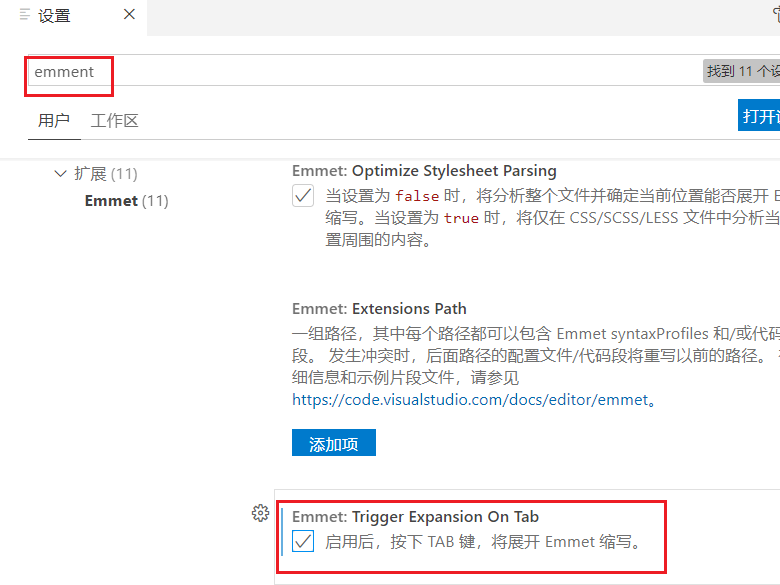 设置
emment
找到 11 个设
用户 工作区
打开设
扩展 (11)
Emmet (11)
Emmet: Optimize Stylesheet Parsing
当设置为 false 时，将分析整个文件并确定当前位置能否展开 E
缩写。当设置为 true 时，将仅在 CSS/SCSS/LESS 文件中分析当
置周围的内容。
Emmet: Extensions Path
一组路径，其中每个路径都可以包含 Emmet syntaxProfiles 和/或代码
段。 发生冲突时，后面路径的配置文件/代码段将重写以前的路径。
细信息和示例片段文件，请参见
https://code.visualstudio.com/docs/editor/emmet。
添加项
Emmet: Trigger Expansion On Tab
启用后，按下 TAB 键，将展开 Emmet 缩写。